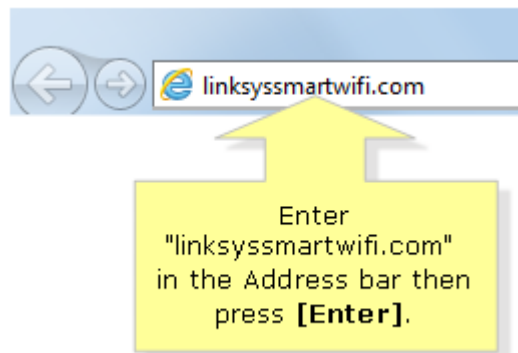 linksyssmartwifi.com
Enter
"linksyssmartwifi.com"
in the Address bar then
press [Enter].